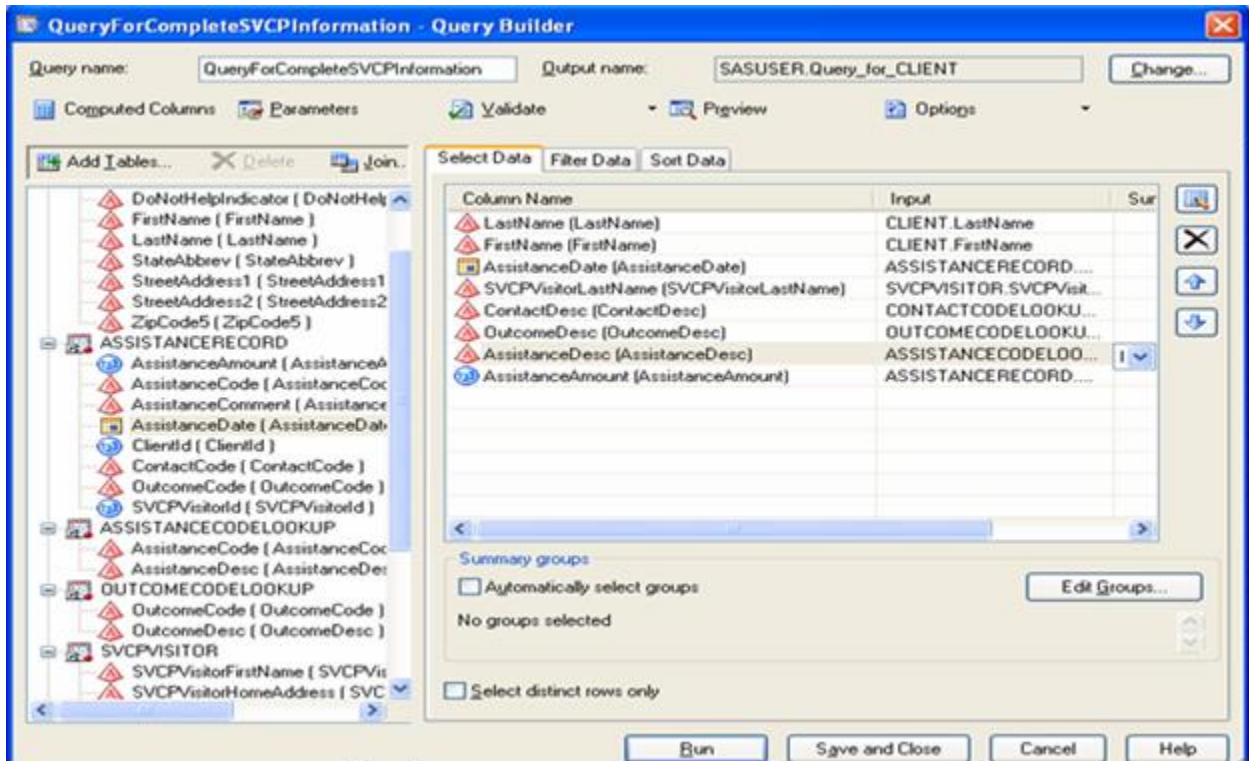 QueryForCompleteSVCPInformation - Query Builder
Query name: QueryForCompleteSVCPInformation Output name: SASUSER.Query_for_CLIENT Change...
Computed Columns Parameters Validate Preview Options
Add Tables... Delete Join..
DoNotHelpIndicator ( DoNotHelp
FirstName ( FirstName )
LastName ( LastName )
StateAbbrev ( StateAbbrev )
StreetAddress1 ( StreetAddress1
StreetAddress2 ( StreetAddress2
ZipCode5 ( ZipCode5 )
ASSISTANCERECORD
AssistanceAmount ( AssistanceA
AssistanceCode ( AssistanceCoc
AssistanceComment ( Assistance
AssistanceDate ( AssistanceDat
ClientId ( ClientId )
ContactCode ( ContactCode )
OutcomeCode ( OutcomeCode )
SVCPVisitorId ( SVCPVisitorId )
ASSISTANCECODELOOKUP
AssistanceCode ( AssistanceCoc
AssistanceDesc ( AssistanceDes
OUTCOMECODELOOKUP
OutcomeCode ( OutcomeCode )
OutcomeDesc ( OutcomeDesc )
SVCPVISITOR
SVCPVisitorFirstName ( SVCPVis
SVCPVisitorHomeAddress ( SVC
Select Data Filter Data Sort Data
Column Name Input Sur
LastName (LastName) CLIENT.LastName
FirstName (FirstName) CLIENT.FirstName
AssistanceDate (AssistanceDate) ASSISTANCERECORD....
SVCPVisitorLastName (SVCPVisitorLastName) SVCPVISITOR.SVCPVisit...
ContactDesc (ContactDesc) CONTACTCODELOOKU...
OutcomeDesc (OutcomeDesc) OUTCOMECODELOOKU...
AssistanceDesc (AssistanceDesc) ASSISTANCECODELOO...
AssistanceAmount (AssistanceAmount) ASSISTANCERECORD....
Summary groups
Automatically select groups Edit Groups...
No groups selected
Select distinct rows only
Run Save and Close Cancel Help